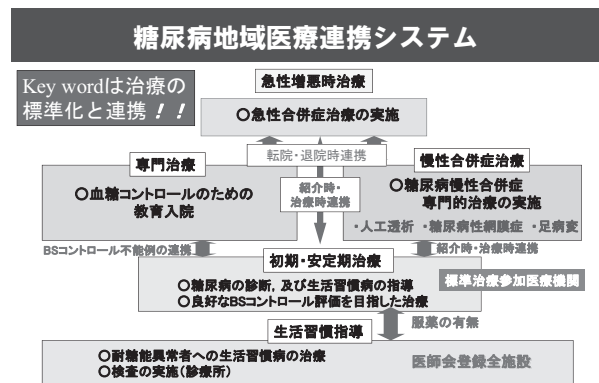 糖尿病地域医療連携システム
Key wordは治療の
標準化と連携！！
急性増悪時治療
○急性合併症治療の実施
転院・退院時連携
専門治療
○血糖コントロールのための
教育入院
紹介時・
治療時連携
慢性合併症治療
○糖尿病慢性合併症
専門的治療の実施
・人工透析 ・糖尿病性網膜症 ・足病変
BSコントロール不能例の連携
紹介時・治療時連携
初期・安定期治療
○糖尿病の診断，及び生活習慣病の指導
○良好なBSコントロール評価を目指した治療
標準治療参加医療機関
服薬の有無
生活習慣指導
○耐糖能異常者への生活習慣病の治療
○検査の実施（診療所）
医師会登録全施設